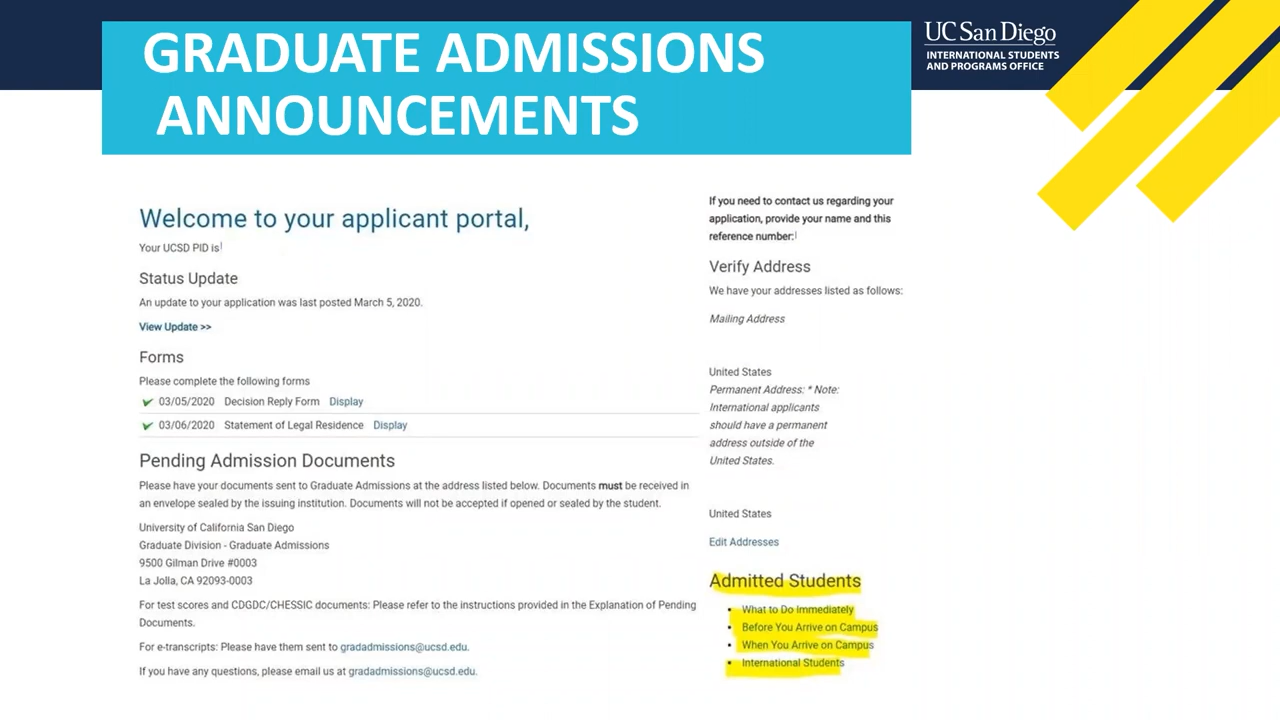 GRADUATE ADMISSIONS
ANNOUNCEMENTS
UC San Diego
INTERNATIONAL STUDENTS
AND PROGRAMS OFFICE
Welcome to your applicant portal,
Your UCSD PID is
Status Update
An update to your application was last posted March 5, 2020.
View Update >>
Forms
Please complete the following forms
03/05/2020 Decision Reply Form Display
03/06/2020 Statement of Legal Residence Display
Pending Admission Documents
Please have your documents sent to Graduate Admissions at the address listed below. Documents must be received in
an envelope sealed by the issuing institution. Documents will not be accepted if opened or sealed by the student.
University of California San Diego
Graduate Division - Graduate Admissions
9500 Gilman Drive #0003
La Jolla, CA 92093-0003
For test scores and CDGDC/CHESSIC documents: Please refer to the instructions provided in the Explanation of Pending
Documents.
For e-transcripts: Please have them sent to gradadmissions@ucsd.edu.
If you have any questions, please email us at gradadmissions@ucsd.edu.
If you need to contact us regarding your
application, provide your name and this
reference number:
Verify Address
We have your addresses listed as follows:
Mailing Address
United States
Permanent Address: * Note:
International applicants
should have a permanent
address outside of the
United States.
United States
Edit Addresses
Admitted Students
• What to Do Immediately
• Before You Arrive on Campus
• When You Arrive on Campus
• International Students